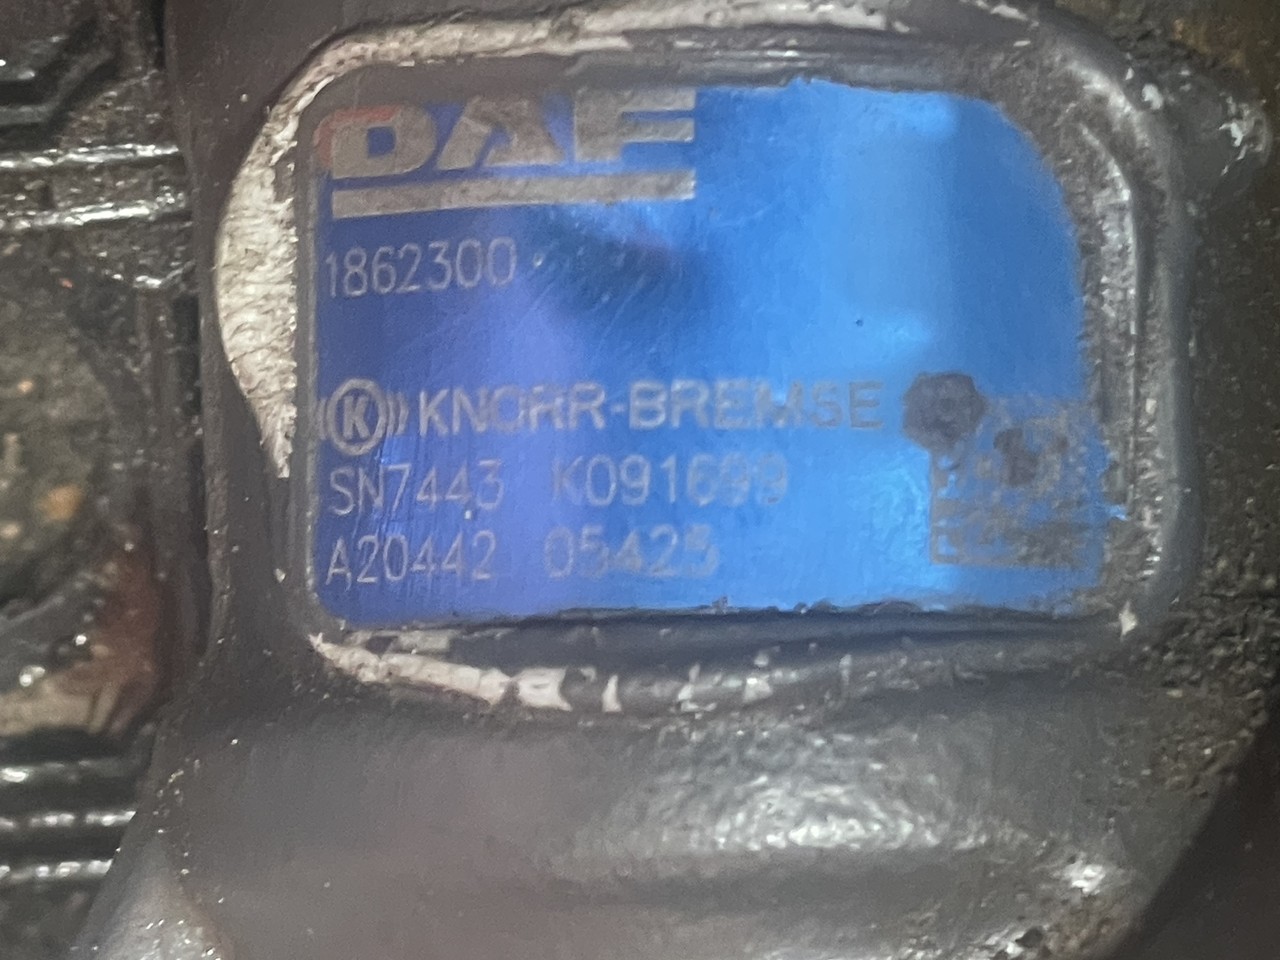 DAF
1862300
K KNORR-BREMSE
SN7443 K091699
A20442 05425